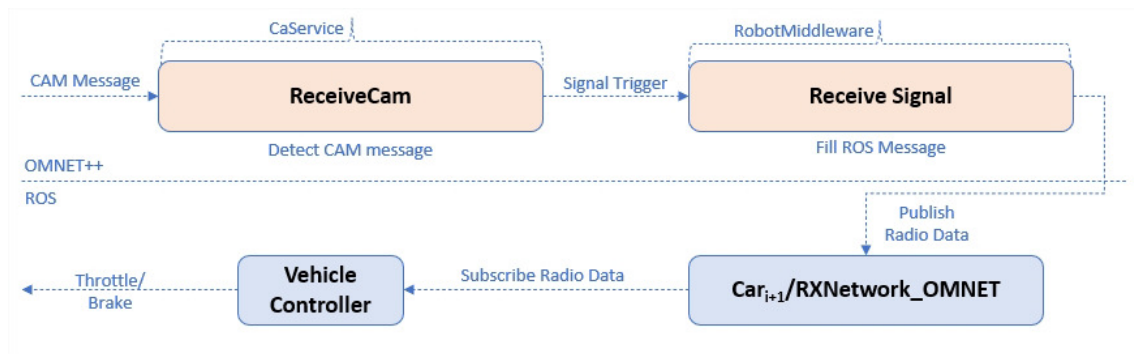 CaService
RobotMiddleware
CAM Message
ReceiveCam
Signal Trigger
Receive Signal
Detect CAM message
Fill ROS Message
OMNET++
ROS
Publish
Radio Data
Throttle/
Brake
Vehicle
Controller
Subscribe Radio Data
Cari+1/RXNetwork_OMNET